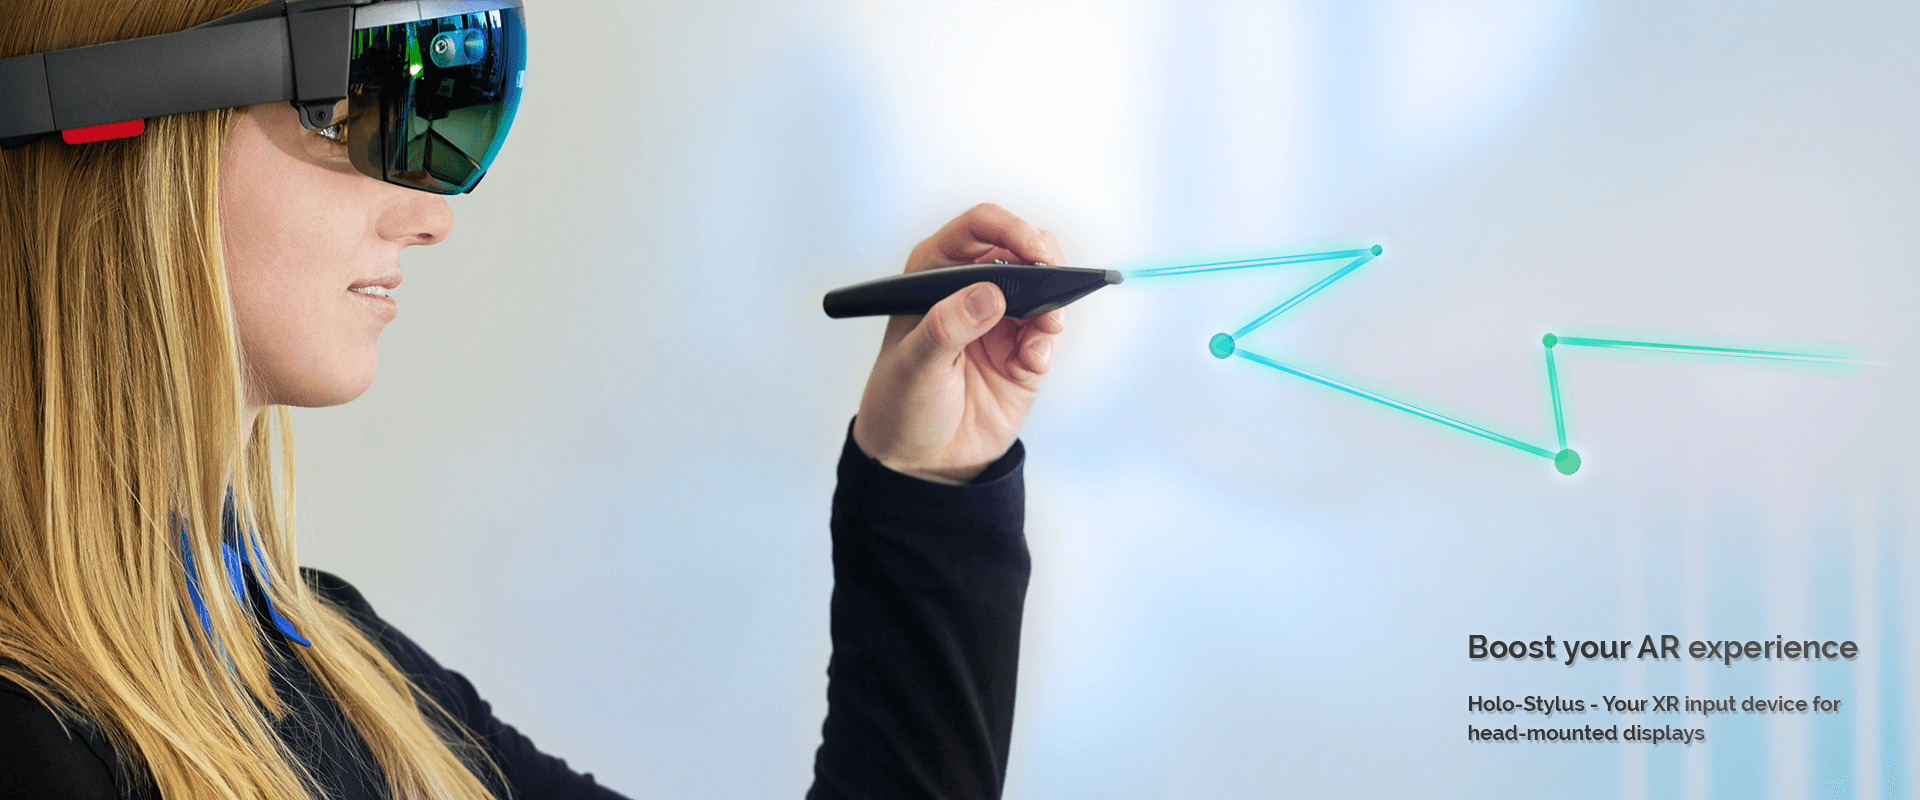 Boost your AR experience
Holo-Stylus - Your XR input device for
head-mounted displays